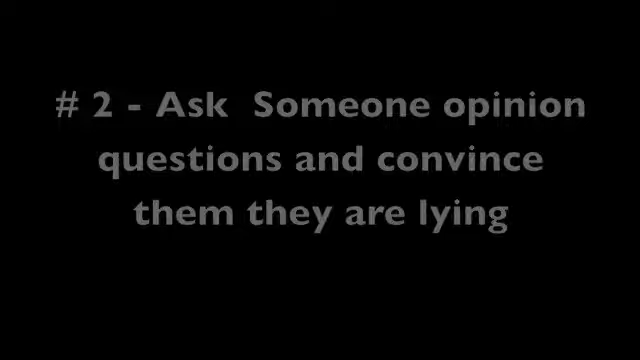 # 2 - Ask  Someone opinion
questions and convince
them they are lying